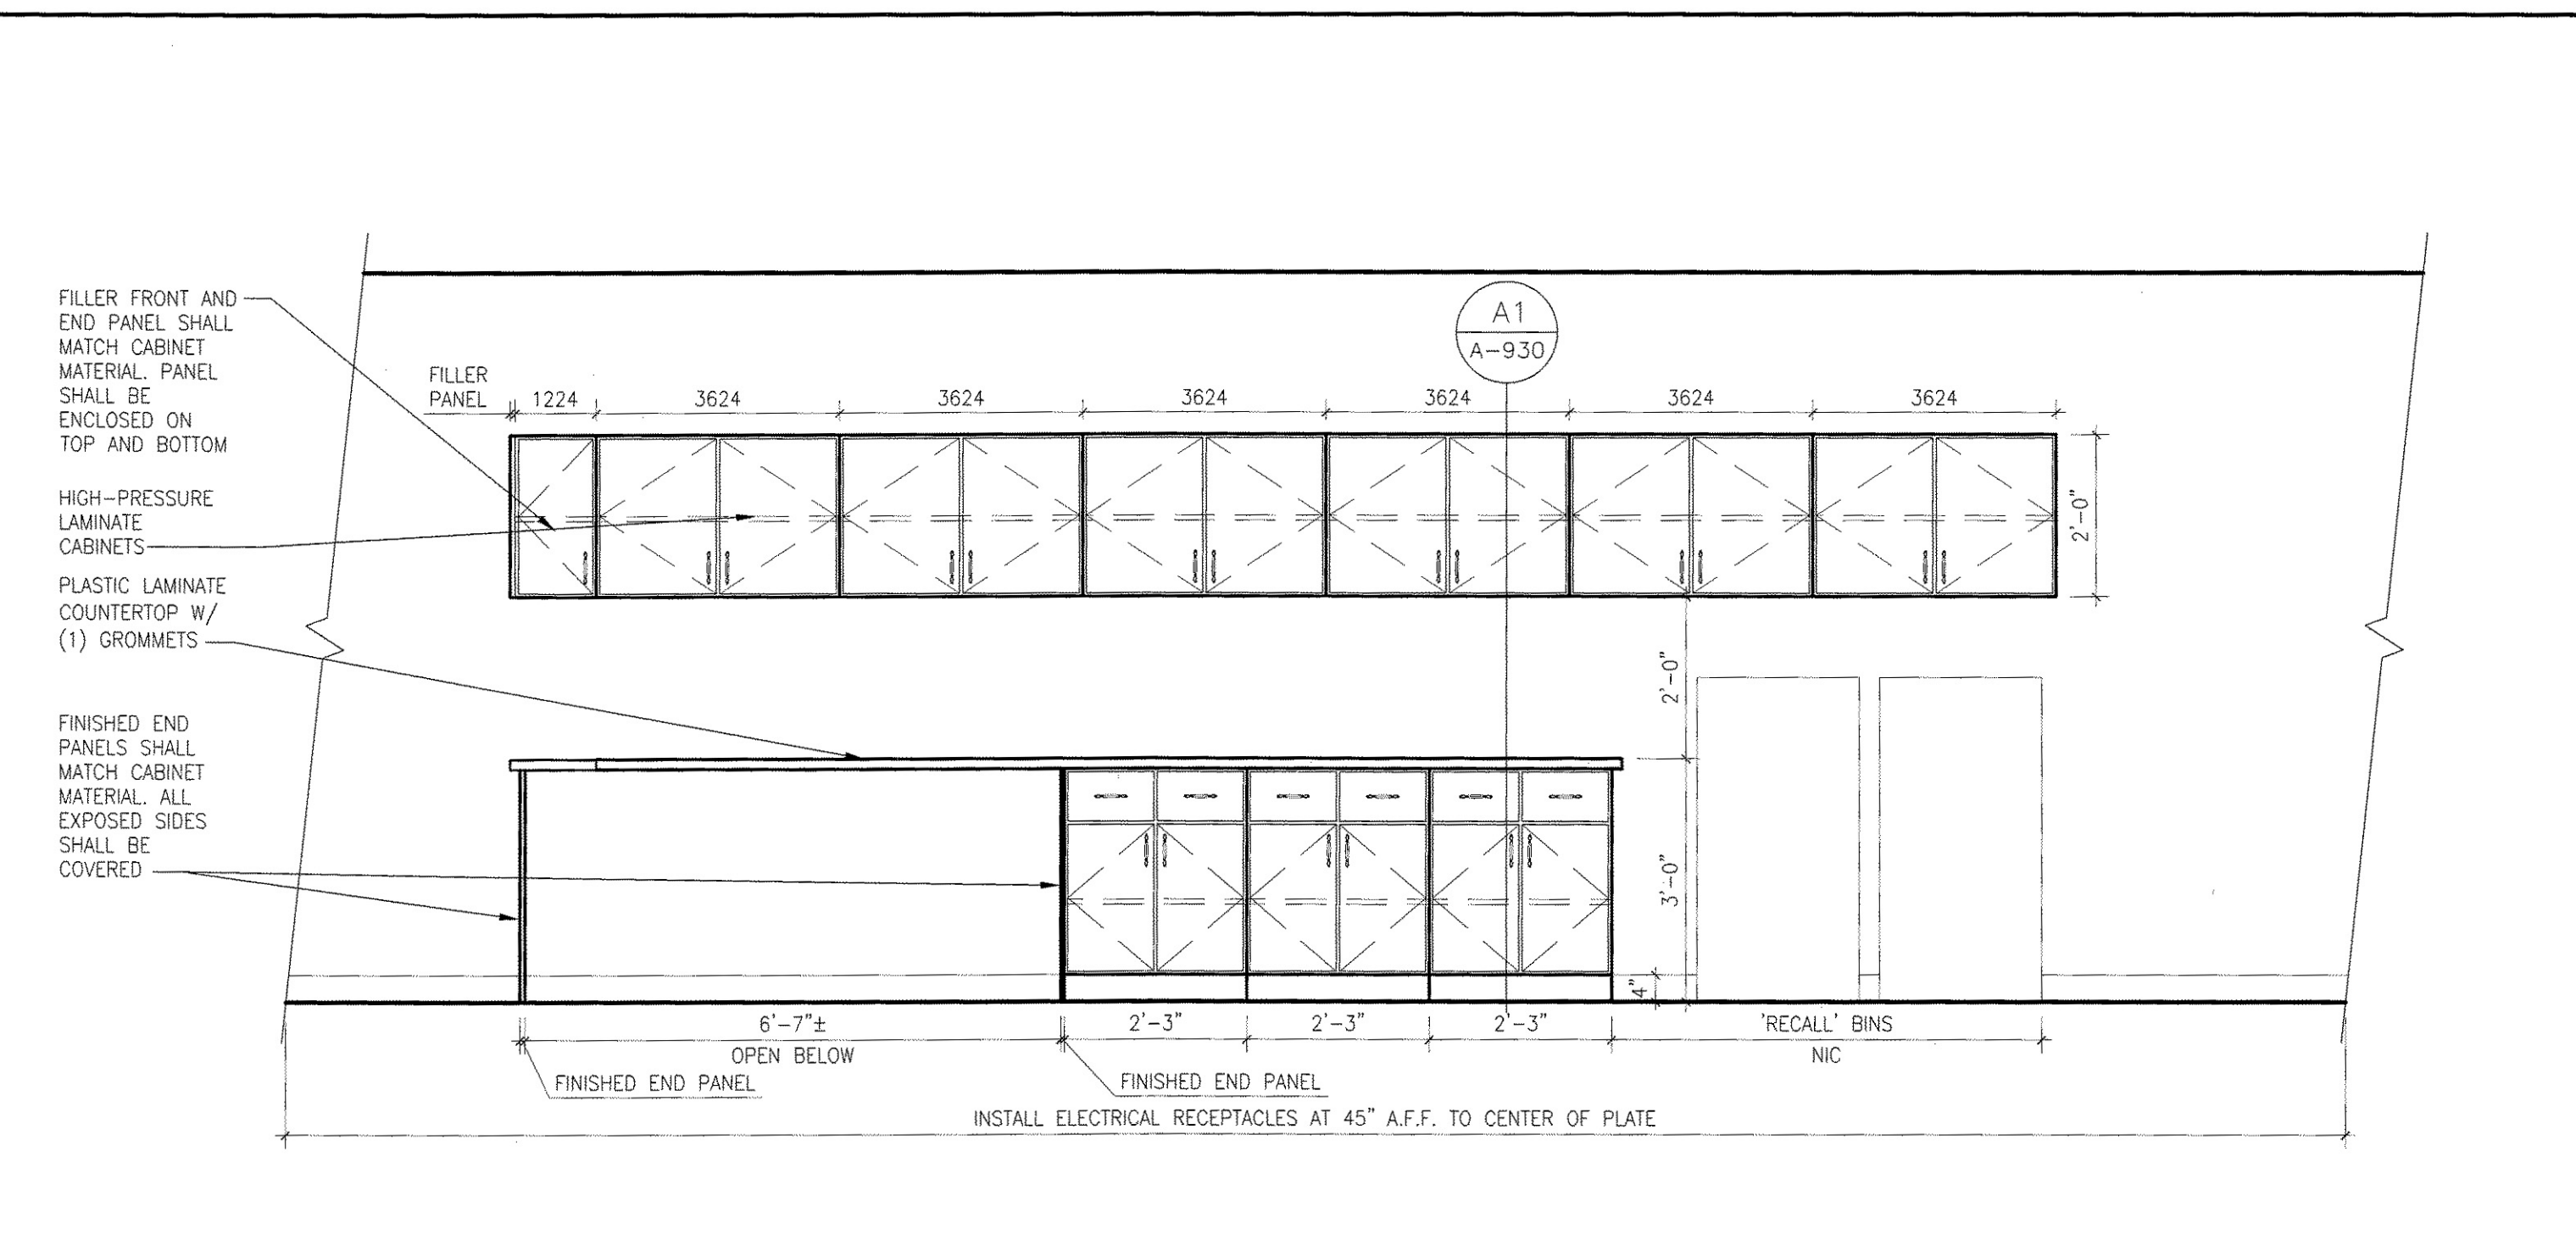 FILLER FRONT AND
END PANEL SHALL
MATCH CABINET
MATERIAL. PANEL
SHALL BE
ENCLOSED ON
TOP AND BOTTOM
HIGH-PRESSURE
LAMINATE
CABINETS
PLASTIC LAMINATE
COUNTERTOP W/
(1) GROMMETS
FINISHED END
PANELS SHALL
MATCH CABINET
MATERIAL. ALL
EXPOSED SIDES
SHALL BE
COVERED
A1
A-930
FILLER
PANEL
1224
3624
3624
3624
3624
3624
3624
2'-0"
2'-0"
3'-0"
4"
6'-7"±
OPEN BELOW
2'-3"
2'-3"
2'-3"
'RECALL' BINS
NIC
FINISHED END PANEL
FINISHED END PANEL
INSTALL ELECTRICAL RECEPTACLES AT 45" A.F.F. TO CENTER OF PLATE